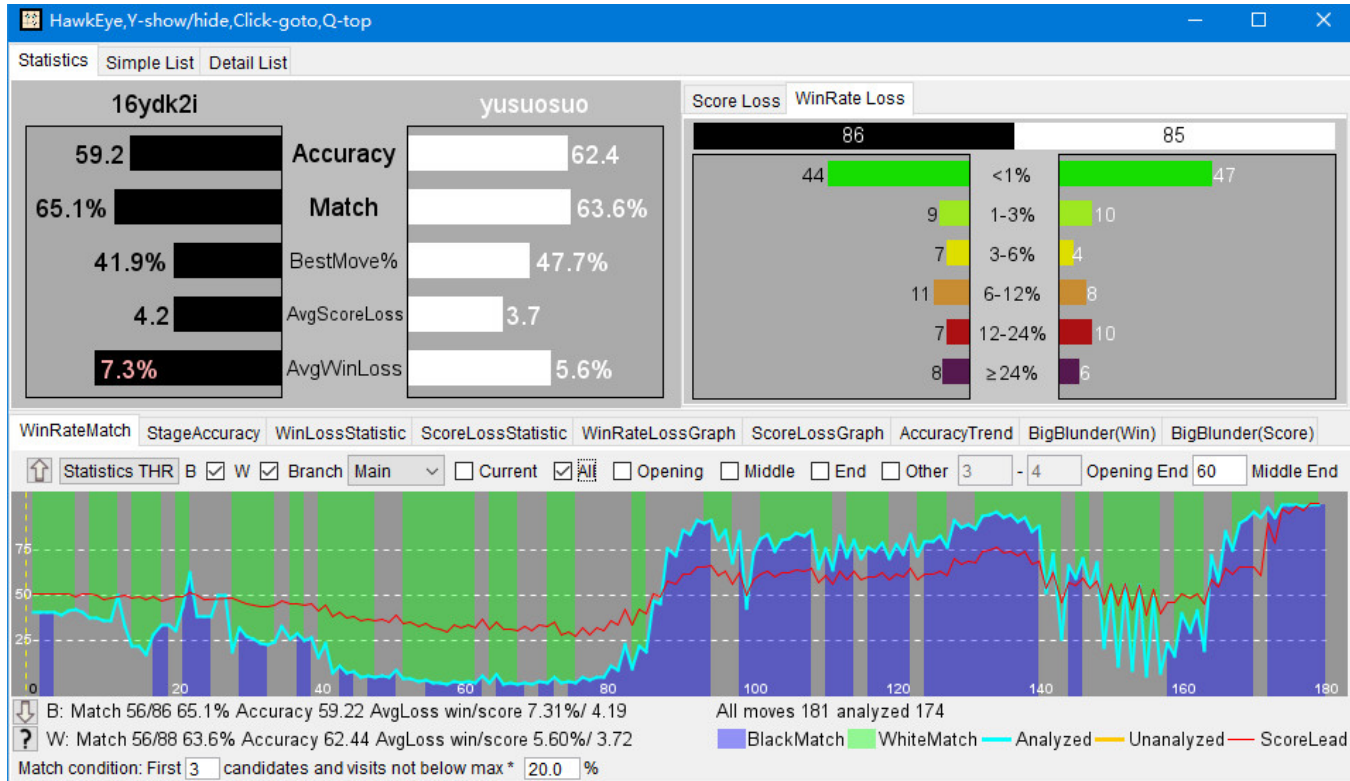 HawkEye,Y-show/hide,Click-goto,Q-top
Statistics Simple List Detail List
16ydk2i yusuosuo
59.2 Accuracy 62.4
65.1% Match 63.6%
41.9% BestMove% 47.7%
4.2 AvgScoreLoss 3.7
7.3% AvgWinLoss 5.6%
Score Loss WinRate Loss
86 85
44 <1% 47
9 1-3% 10
7 3-6% 4
11 6-12% 8
7 12-24% 10
8 ≥24% 6
WinRateMatch StageAccuracy WinLossStatistic ScoreLossStatistic WinRateLossGraph ScoreLossGraph AccuracyTrend BigBlunder(Win) BigBlunder(Score)
Statistics THR B W Branch Main Current All Opening Middle End Other 3 - 4 Opening End 60 Middle End
75
50
25
0 20 40 60 80 100 120 140 160 180
B: Match 56/86 65.1% Accuracy 59.22 AvgLoss win/score 7.31%/ 4.19 All moves 181 analyzed 174
? W: Match 56/88 63.6% Accuracy 62.44 AvgLoss win/score 5.60%/ 3.72 BlackMatch WhiteMatch Analyzed Unanalyzed ScoreLead
Match condition: First 3 candidates and visits not below max * 20.0 %